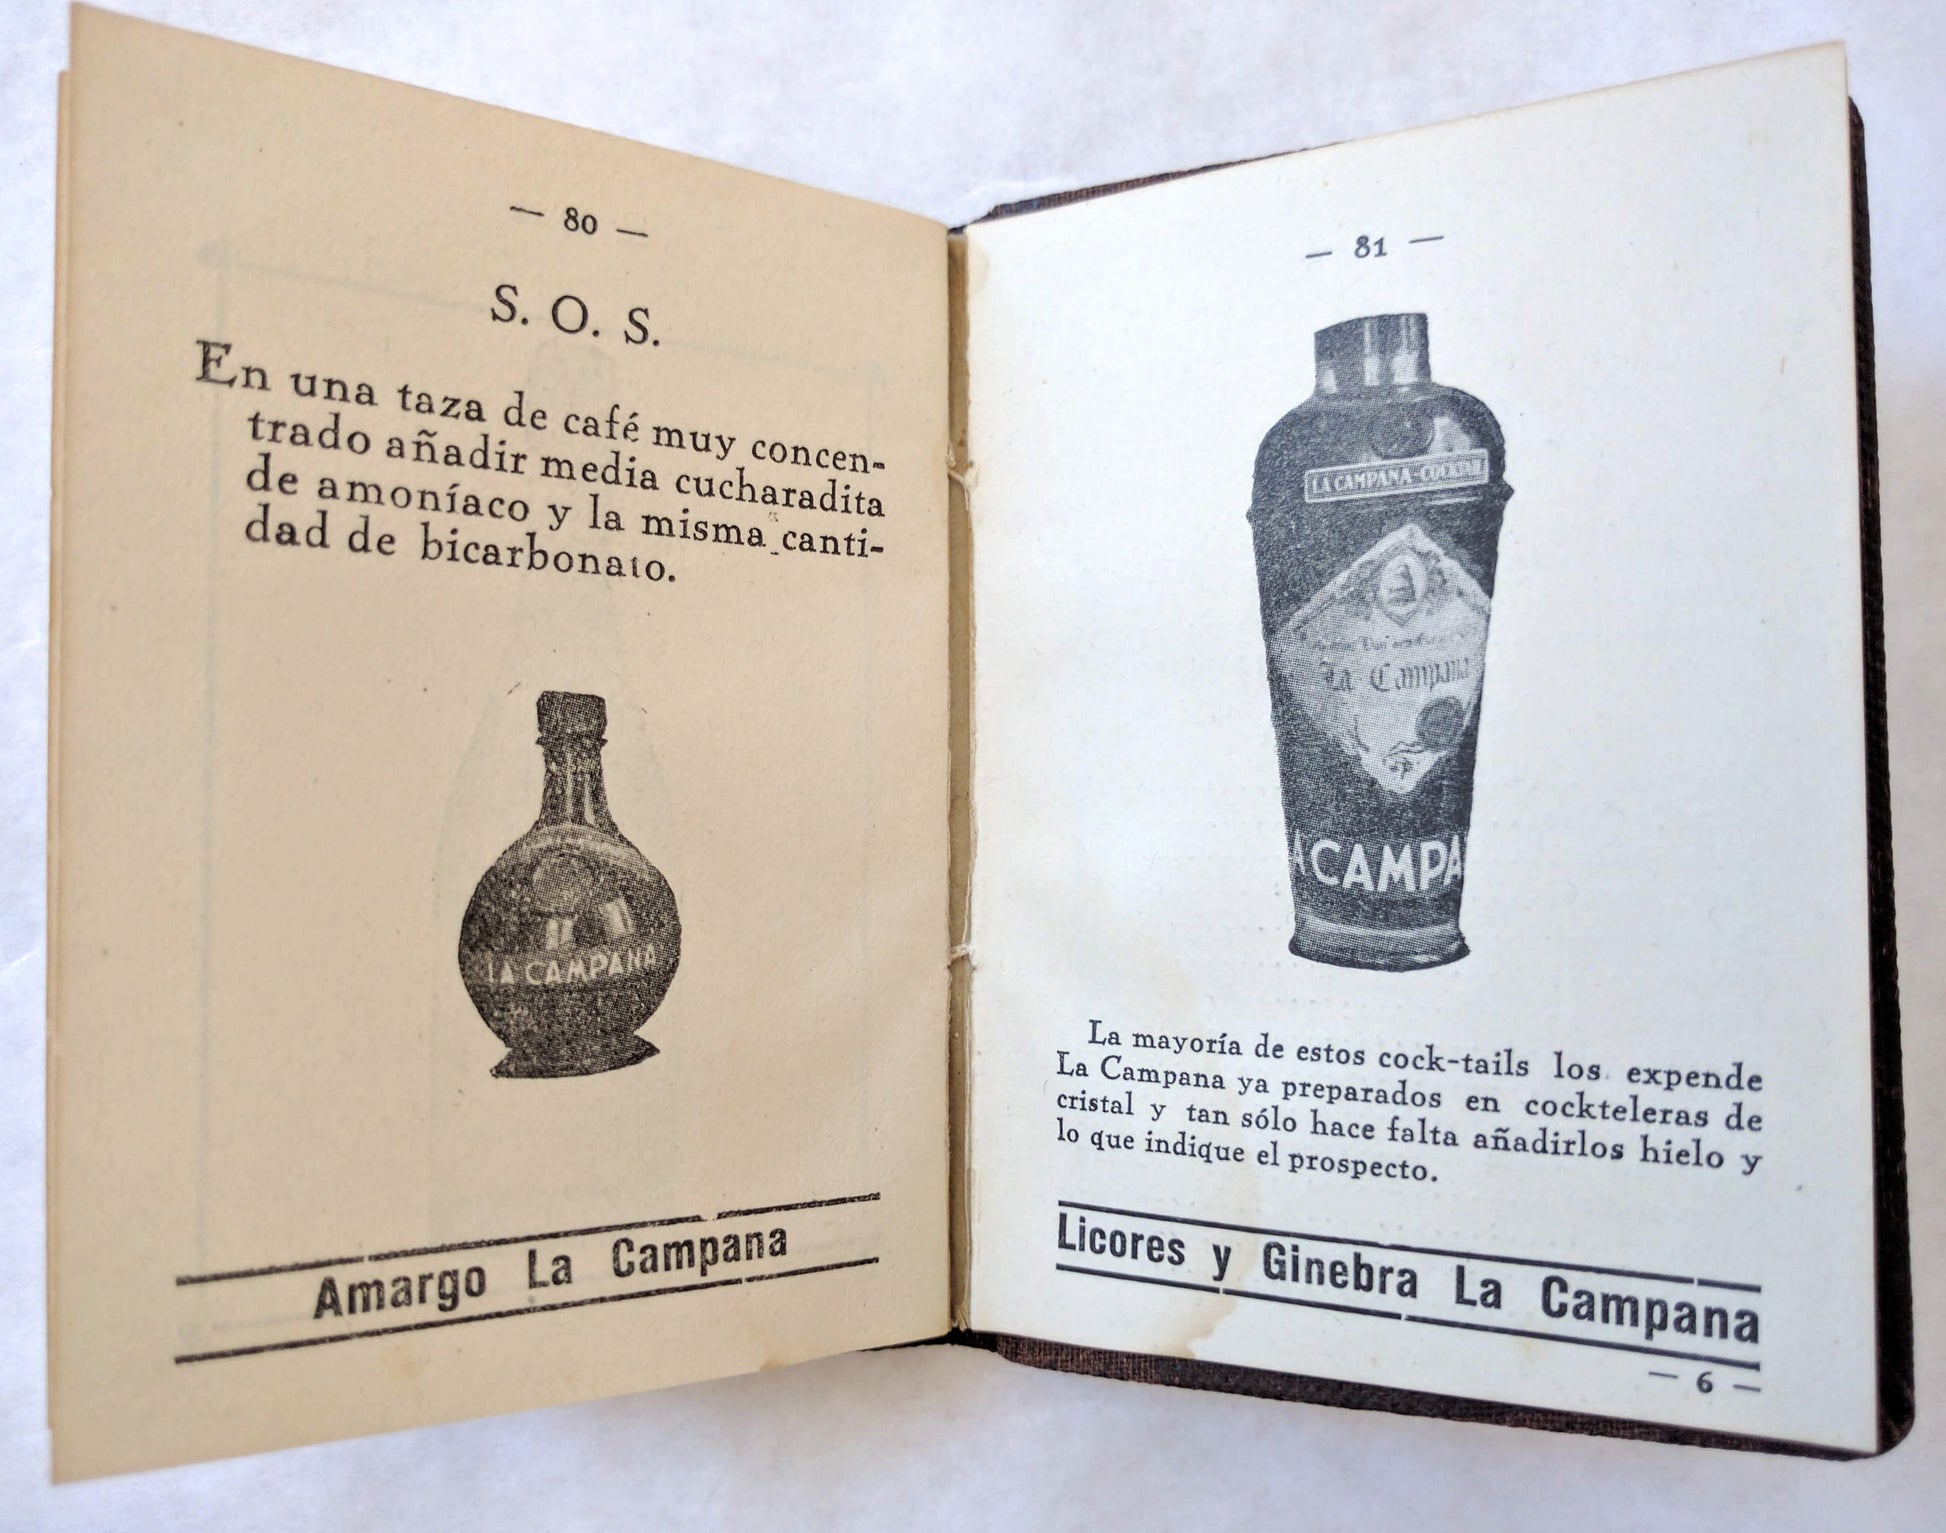 — 80 —
S. O. S.
En una taza de café muy concen-
trado añadir media cucharadita
de amoníaco y la misma canti-
dad de bicarbonato.
LA CAMPANA
Amargo La Campana
— 81 —
LA CAMPANA-COCKTAIL
La Campana
A CAMPA
La mayoría de estos cock-tails los expende
La Campana ya preparados en cockteleras de
cristal y tan sólo hace falta añadirlos hielo y
lo que indique el prospecto.
Licores y Ginebra La Campana
— 6 —